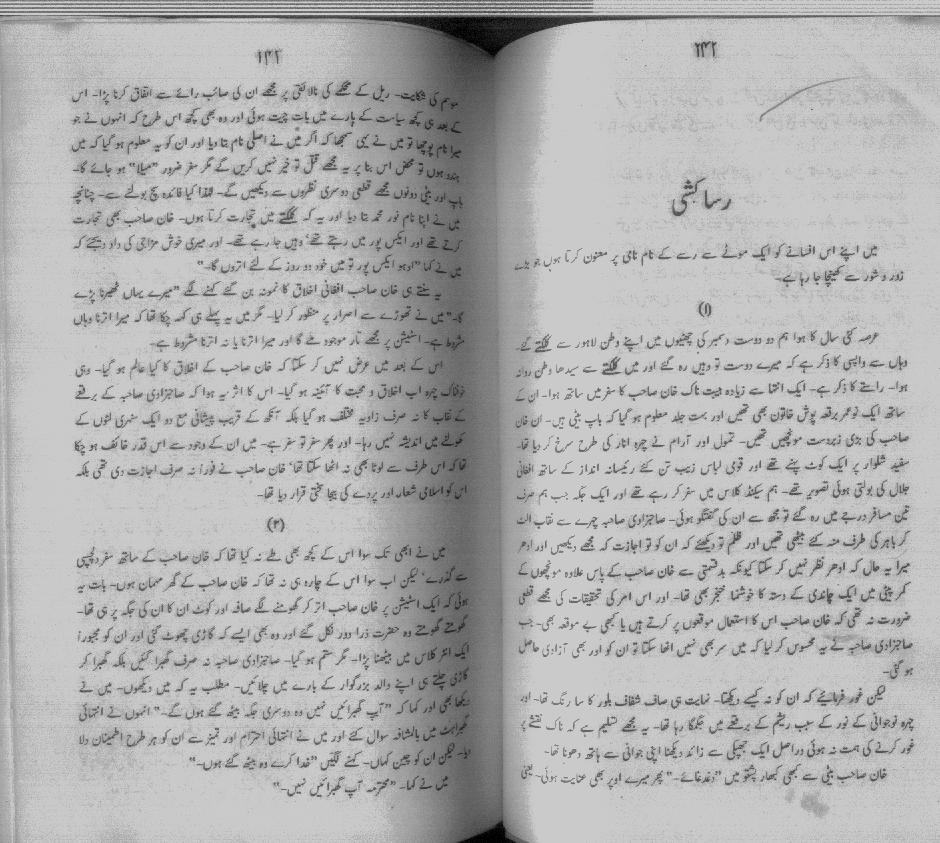 ۲۴۲
رسا کشی
میں اپنے اس افسانے کو ایک موٹے سے رسے کے نام نامی پر معنون کرتا ہوں جو بڑے
زور و شور سے کھینچا جا رہا ہے۔
(۱)
عرصہ کئی سال کا ہوا ہم دو دوست دسمبر کی چھٹیوں میں اپنے وطن لاہور سے کلکتے گئے۔
وہاں سے واپسی کا ذکر ہے کہ میرے دوست تو وہیں رہ گئے اور میں کلکتے سے سیدھا وطن روانہ
ہوا۔ راستے کا ذکر ہے۔ ایک انتہا سے زیادہ ہیبت ناک خان صاحب کا سفر میں ساتھ ہوا۔ ان کے
ساتھ ایک نوعمر برقعہ پوش خاتون بھی تھیں اور بہت جلد معلوم ہو گیا کہ باپ بیٹی ہیں۔ ان خان
صاحب کی بڑی زبردست مونچھیں تھیں۔ تمول اور آرام نے چہرہ انار کی طرح سرخ کر دیا تھا۔
سفید شلوار پر ایک کوٹ پہنے تھے اور قومی لباس زیب تن کئے رئیسانہ انداز کے ساتھ افغانی
جلال کی بولتی ہوئی تصویر تھے۔ ہم سیکنڈ کلاس میں سفر کر رہے تھے اور ایک جگہ جب ہم صرف
تین مسافر درجے میں رہ گئے تو مجھ سے ان کی گفتگو ہوئی۔ صاجزادی صاحبہ چہرے سے نقاب الٹ
کر باہر کی طرف منہ کئے بیٹھی تھیں اور ظلم تو دیکھئے کہ ان کو تو اجازت کہ مجھے دیکھیں اور ادھر
میرا یہ حال کہ ادھر نظر نہیں کر سکتا کیونکہ بدقسمتی سے خان صاحب کے پاس علاوہ مونچھوں کے
کمر پیٹی میں ایک چاندی کے دستہ کا خوشنما خنجر بھی تھا۔ اور اس امر کی تحقیقات کی مجھے قطعی
ضرورت نہ تھی کہ خان صاحب اس کا استعمال موقعوں پر کرتے ہیں یا کبھی بے موقعہ بھی۔ جب
صاجزادی صاحبہ نے یہ محسوس کر لیا کہ میں سر بھی نہیں اٹھا سکتا تو ان کو اور بھی آزادی حاصل
ہو گئی۔
لیکن غور فرمایئے کہ ان کو نہ کیسے دیکھتا۔ نہایت ہی صاف شفاف بلور کا سا رنگ تھا۔ اور
چہرہ نوجوانی کے نور کے سبب ریشم کے برقعے میں جگمگا رہا تھا۔ یہ مجھے تسلیم ہے کہ ناک نقشے پر
غور کرنے کی ہمت نہ ہوئی دراصل ایک جھپکی سے زائد دیکھنا اپنی جوانی سے ہاتھ دھونا تھا۔
خان صاحب بیٹی سے کبھی کبھار پشتو میں "دغدغائے۔" پھر میرے اوپر بھی عنایت ہوئی۔ یعنی
۱۴۲
موسم کی شکایت۔ ریل کے محکمے کی نالائقی پر مجھے ان کی صائب رائے سے اتفاق کرنا پڑا۔ اس
کے بعد ہی کچھ سیاست کے بارے میں بات چیت ہوئی اور وہ بھی کچھ اس طرح کہ انہوں نے جو
میرا نام پوچھا تو میں نے یہی سمجھا کہ اگر میں نے اصلی نام بتا دیا اور ان کو یہ معلوم ہو گیا کہ میں
ہندو ہوں تو محض اس بنا پر یہ مجھے قتل تو خیر نہیں کریں گے مگر سفر ضرور "میلا" ہو جائے گا۔
باپ اور بیٹی دونوں مجھے قطعی دوسری نظروں سے دیکھیں گے۔ لہٰذا کیا فائدہ سچ بولنے سے۔ چنانچہ
میں نے اپنا نام نور محمد بتا دیا اور یہ کہ کلکتے میں تجارت کرتا ہوں۔ خان صاحب بھی تجارت
کرتے تھے اور ایکس پور میں رہتے تھے' وہیں جا رہے تھے۔ اور میری خوش مزاجی کی داد دیجئے کہ
میں نے کہا "اوہو ایکس پور تو میں خود دو روز کے لئے اتروں گا۔"
یہ سنتے ہی خان صاحب افغانی اخلاق کا نمونہ بن گئے کہنے لگے "میرے یہاں ٹھہرنا پڑے
گا۔" میں نے تھوڑے سے اصرار پر منظور کر لیا۔ مگر میں یہ پہلے ہی کہہ چکا تھا کہ میرا اترنا وہاں
مشروط ہے۔ اسٹیشن پر مجھے تار موجود ملے گا اور میرا اترنا یا نہ اترنا مشروط ہے۔
اس کے بعد میں عرض نہیں کر سکتا کہ خان صاحب کے اخلاق کا کیا عالم ہو گیا۔ وہی
خوفناک چہرہ اب اخلاق و محبت کا آئینہ ہو گیا۔ اس کا اثر یہ ہوا کہ صاجزادی صاحبہ کے برقعے
کے نقاب کا نہ صرف زاویہ مختلف ہو گیا بلکہ آنکھ کے قریب پیشانی مع دو ایک سنہری لٹوں کے
کھولنے میں اندیشہ نہیں رہا۔ اور پھر سفر تو سفر ہے۔ میں ان کے وجود سے اس قدر خائف ہو چکا
تھا کہ اس طرف سے لوٹا بھی نہ اٹھا سکتا تھا' خان صاحب نے فوراً نہ صرف اجازت دی تھی بلکہ
اس کو اسلامی شعار اور پردے کی بیجا سختی قرار دیا تھا۔
(۲)
میں نے ابھی تک سوا اس کے کچھ بھی طے نہ کیا تھا کہ خان صاحب کے ساتھ سفر دلچسپی
سے گذرے' لیکن اب سوا اس کے چارہ ہی نہ تھا کہ خان صاحب کے گھر مہمان ہوں۔ بات یہ
ہوئی کہ ایک اسٹیشن پر خان صاحب اتر کر گھومنے لگے صافہ اور کوٹ ان کا ان کی جگہ پر ہی تھا۔
گھومتے گھومتے وہ حضرت ذرا دور نکل گئے اور وہ بھی ایسے کہ گاڑی چھوٹ گئی اور ان کو مجبوراً
ایک انٹر کلاس میں بیٹھنا پڑا۔ مگر ستم ہو گیا۔ صاجزادی صاحبہ نہ صرف گھبرا گئیں بلکہ گھبرا کر
گاڑی چلتے ہی اپنے والد بزرگوار کے بارے میں چلائیں۔ مطلب یہ کہ میں دیکھوں۔ میں نے
دیکھا بھی اور کہا کہ "آپ گھبرائیں نہیں وہ دوسری جگہ بیٹھ گئے ہوں گے۔" انہوں نے انتہائی
گھبراہٹ میں بالمشافہ سوال کئے اور میں نے انتہائی احترام اور تمیز سے ان کو ہر طرح اطمینان دلا
دیا۔ لیکن ان کو چین کہاں۔ کہنے لگیں "خدا کرے وہ بیٹھ گئے ہوں۔"
میں نے کہا۔ "محترمہ آپ گھبرائیں نہیں۔"